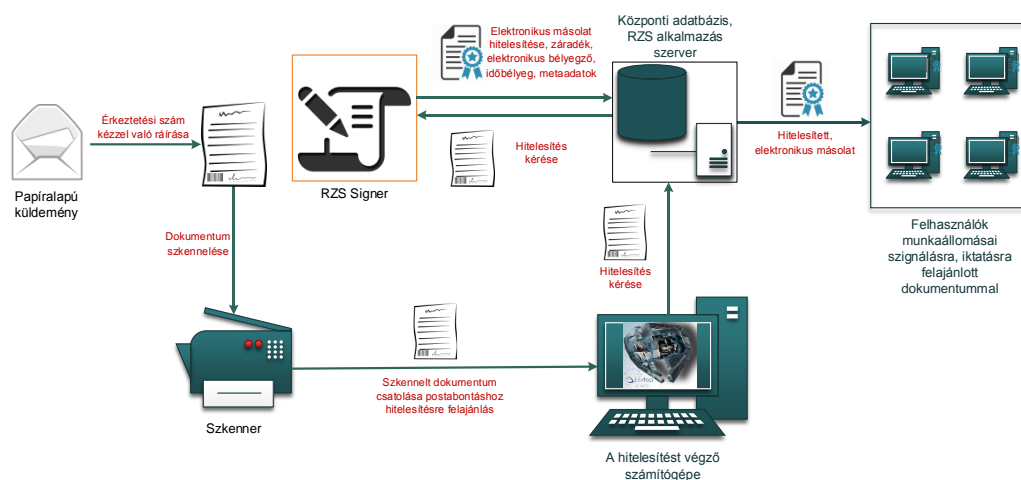 Elektronikus másolat
hitelesítése, záradék,
elektronikus bélyegző,
időbélyeg, metaadatok
Központi adatbázis,
RZS alkalmazás
szerver
Érkeztetési szám
kézzel való ráírása
Hitelesítés
kérése
Hitelesített,
elektronikus másolat
Papíralapú
küldemény
RZS Signer
Felhasználók
munkaállomásai
szignálásra, iktatásra
felajánlott
dokumentummal
Dokumentum
szkennelése
Hitelesítés
kérése
Szkennelt dokumentum
csatolása postabontáshoz
hitelesítésre felajánlás
Szkenner
A hitelesítést végző
számítógépe